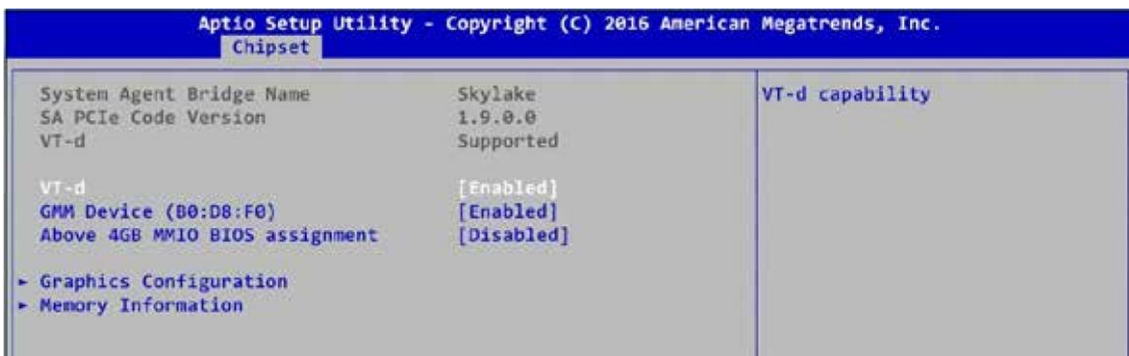 Aptio Setup Utility - Copyright (C) 2016 American Megatrends, Inc.
Chipset
System Agent Bridge Name Skylake VT-d capability
SA PCIe Code Version 1.9.0.0
VT-d Supported
VT-d [Enabled]
GMM Device (B0:D8:F0) [Enabled]
Above 4GB MMIO BIOS assignment [Disabled]
► Graphics Configuration
► Memory Information